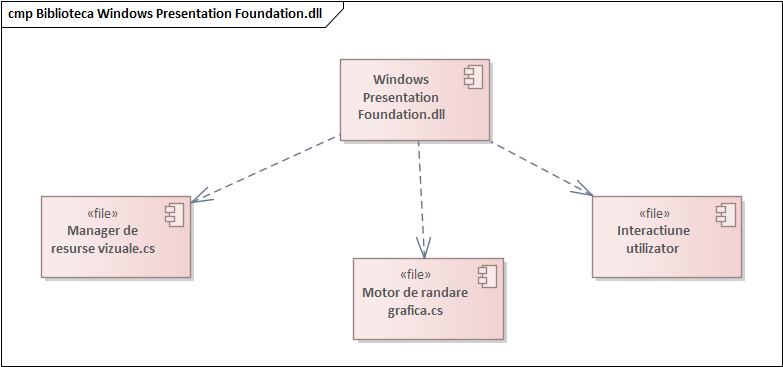 cmp Biblioteca Windows Presentation Foundation.dll
Windows
Presentation
Foundation.dll
«file»
Manager de
resurse vizuale.cs
«file»
Motor de randare
grafica.cs
«file»
Interactiune
utilizator